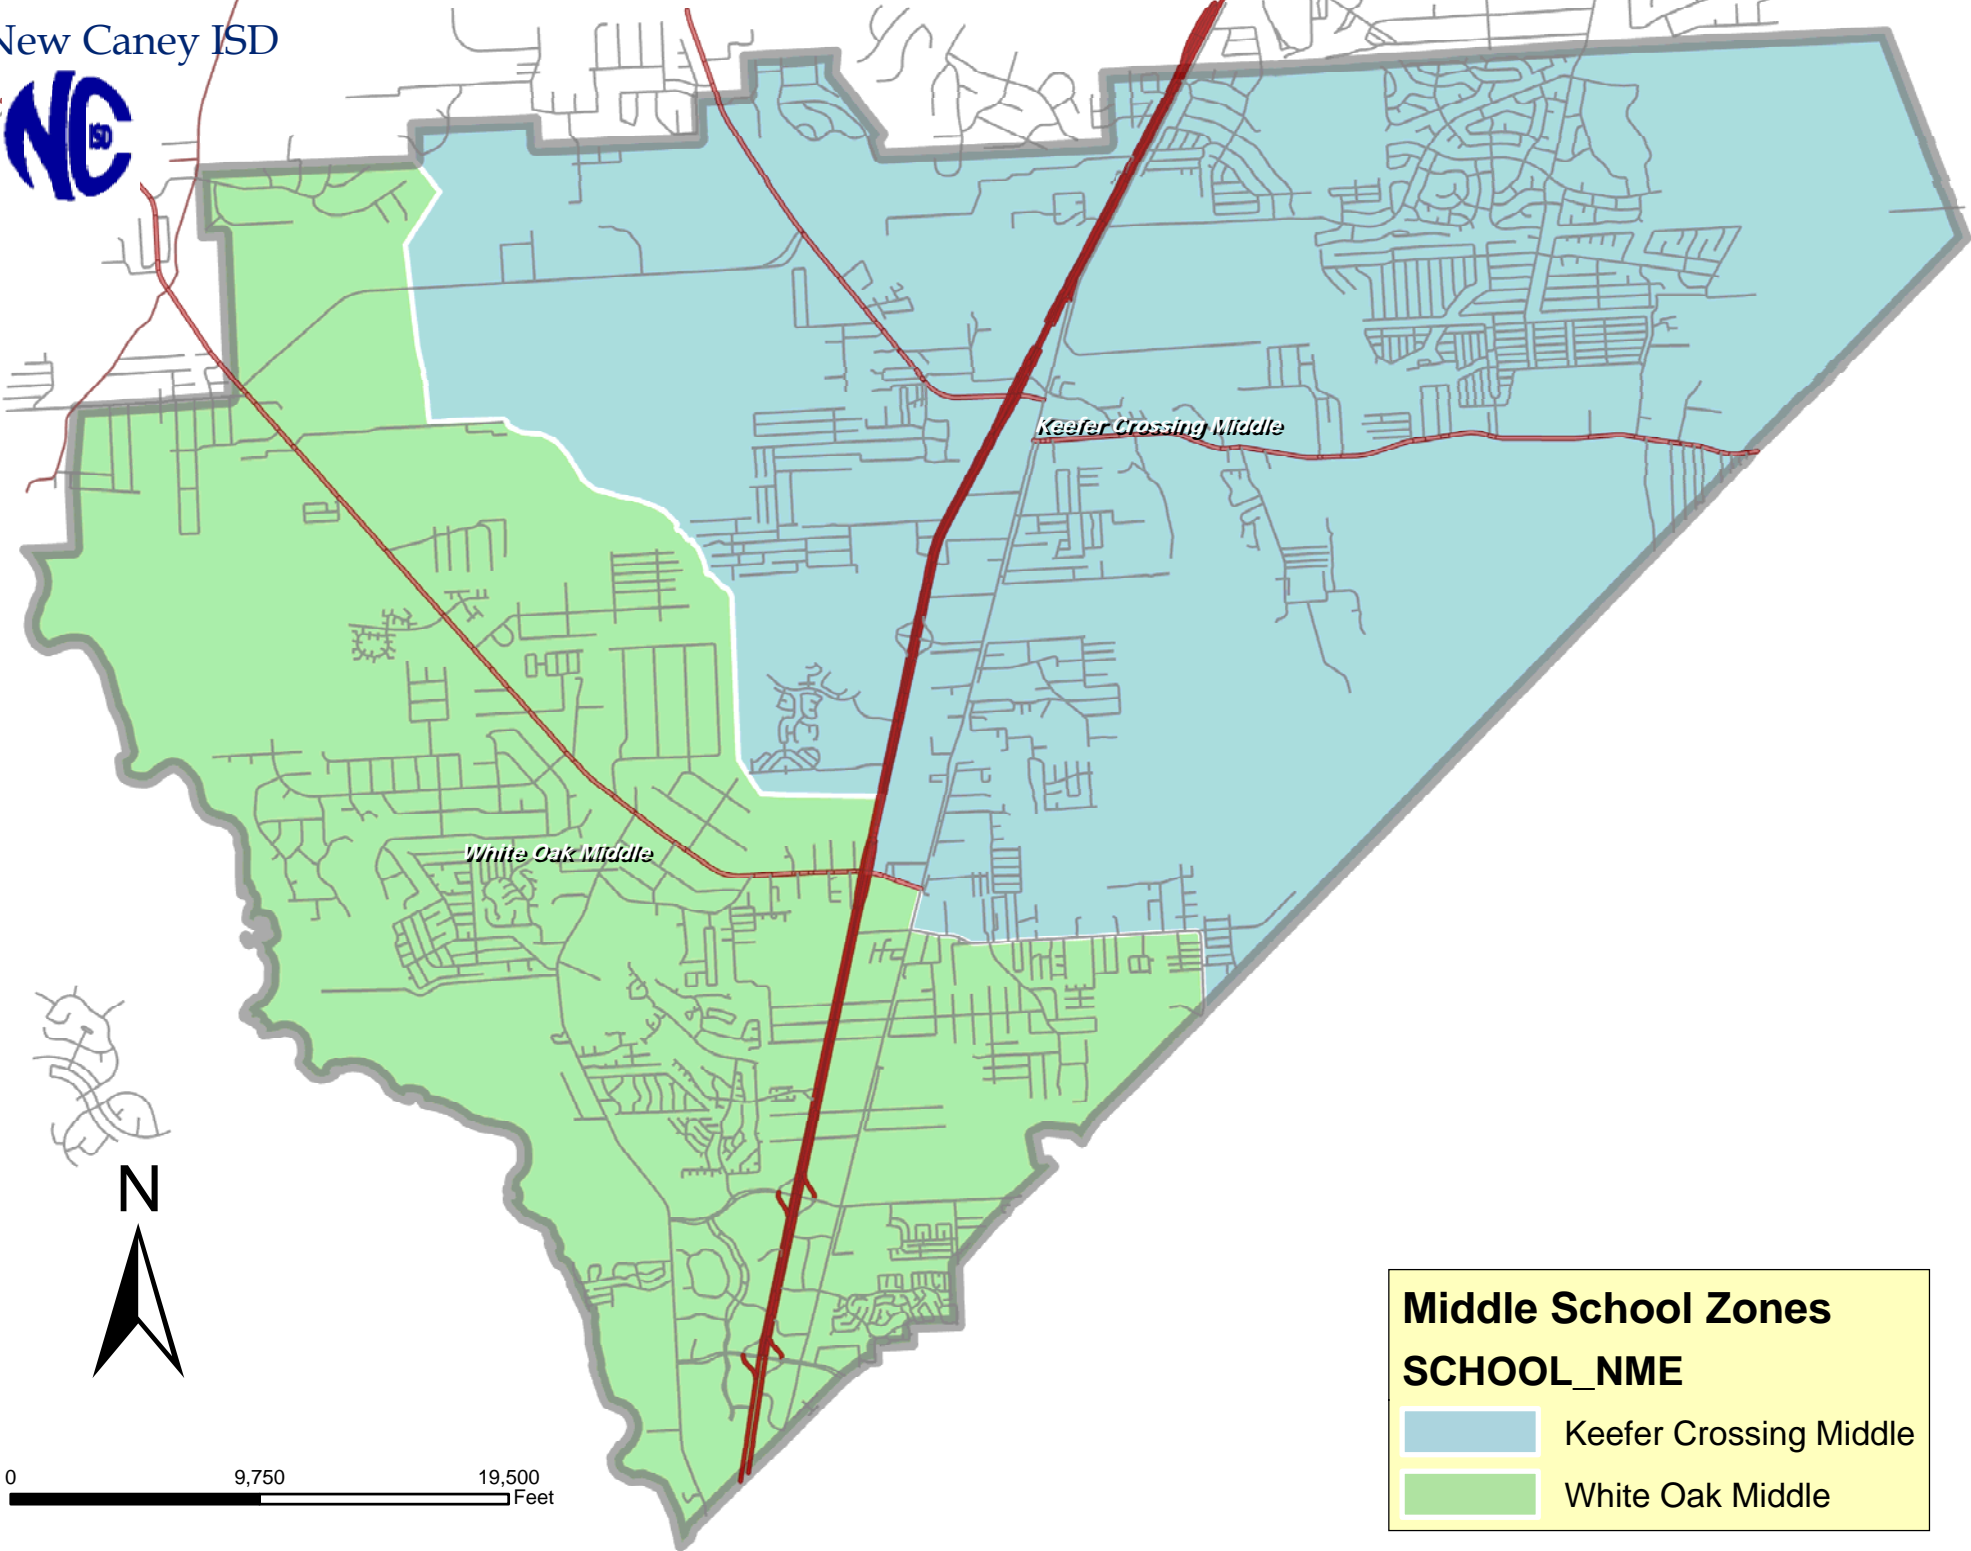 New Caney ISD
NC
ISD
Keefer Crossing Middle
White Oak Middle
N
0 9,750 19,500
Feet
Middle School Zones
SCHOOL_NME
Keefer Crossing Middle
White Oak Middle